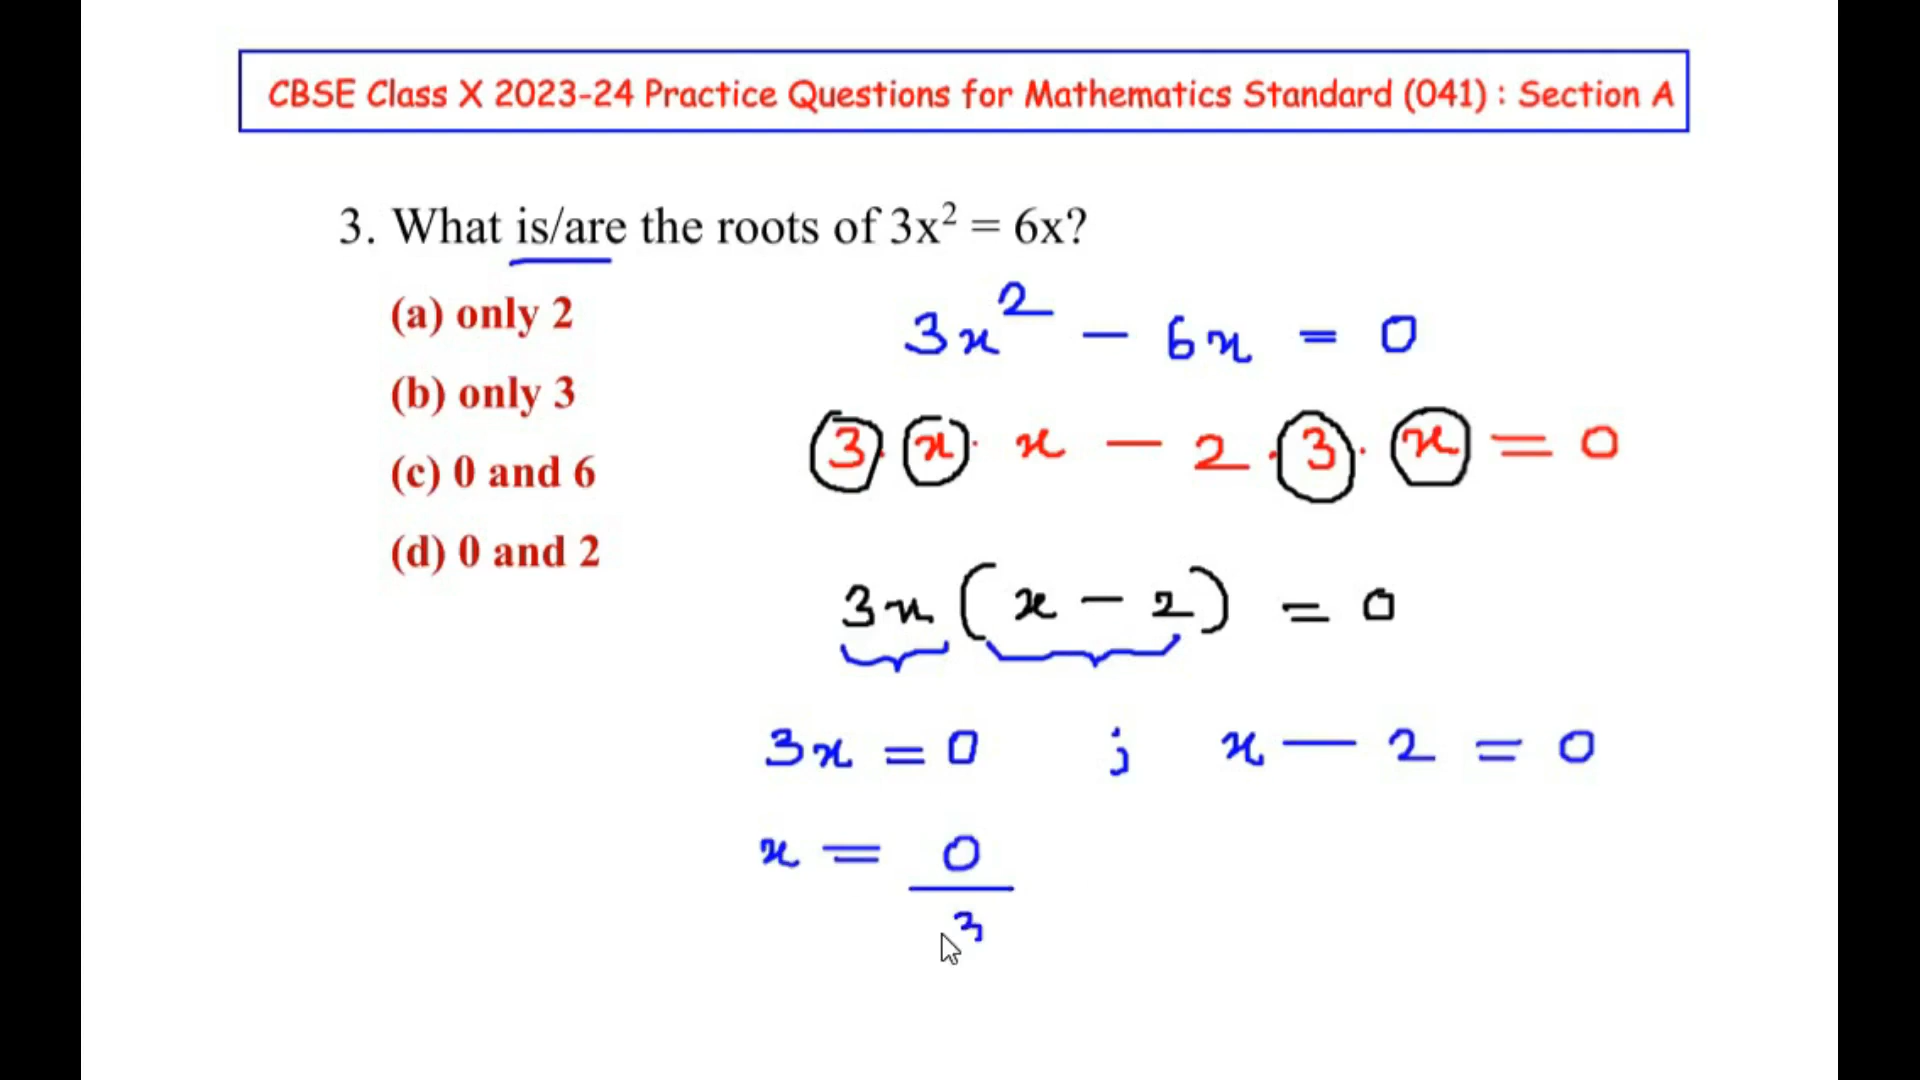 CBSE Class X 2023-24 Practice Questions for Mathematics Standard (041) : Section A
3. What is/are the roots of 3x² = 6x?
(a) only 2
(b) only 3
(c) 0 and 6
(d) 0 and 2
3x² - 6x = 0
3 · x · x - 2 · 3 · x = 0
3x (x - 2) = 0
3x = 0 ; x - 2 = 0
x = 0
3